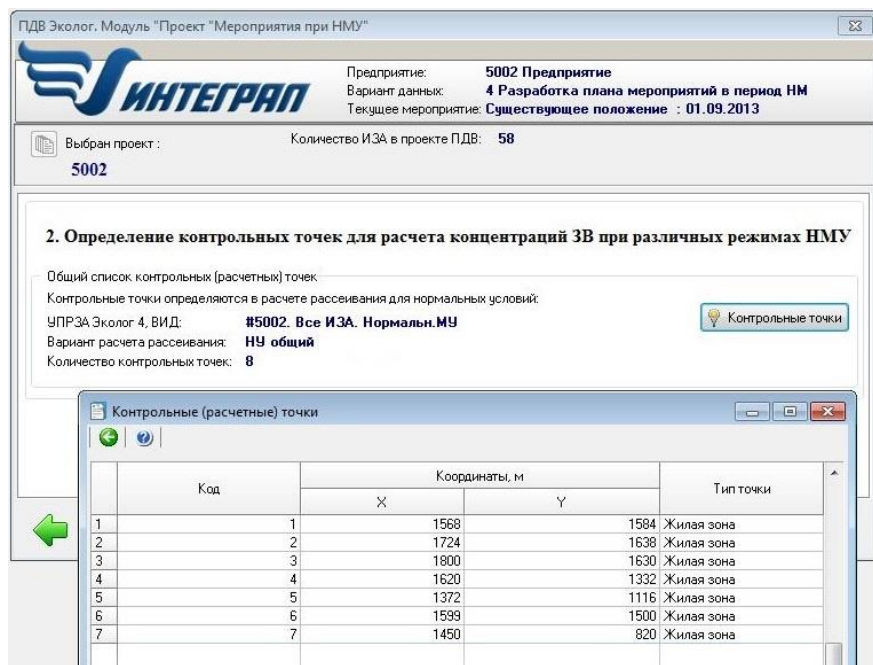 ПДВ Эколог. Модуль "Проект "Мероприятия при НМУ"
ИНТЕГРАЛ
Предприятие: 5002 Предприятие
Вариант данных: 4 Разработка плана мероприятий в период НМ
Текущее мероприятие: Существующее положение : 01.09.2013
Выбран проект :
5002
Количество ИЗА в проекте ПДВ: 58
2. Определение контрольных точек для расчета концентраций ЗВ при различных режимах НМУ
Общий список контрольных (расчетных) точек
Контрольные точки определяются в расчете рассеивания для нормальных условий:
УПРЗА Эколог 4, ВИД: #5002. Все ИЗА. Нормальн.МУ
Вариант расчета рассеивания: НУ общий
Количество контрольных точек: 8
Контрольные точки
Контрольные (расчетные) точки
Код Координаты, м Тип точки
X Y
1 1 1568 1584 Жилая зона
2 2 1724 1638 Жилая зона
3 3 1800 1630 Жилая зона
4 4 1620 1332 Жилая зона
5 5 1372 1116 Жилая зона
6 6 1599 1500 Жилая зона
7 7 1450 820 Жилая зона